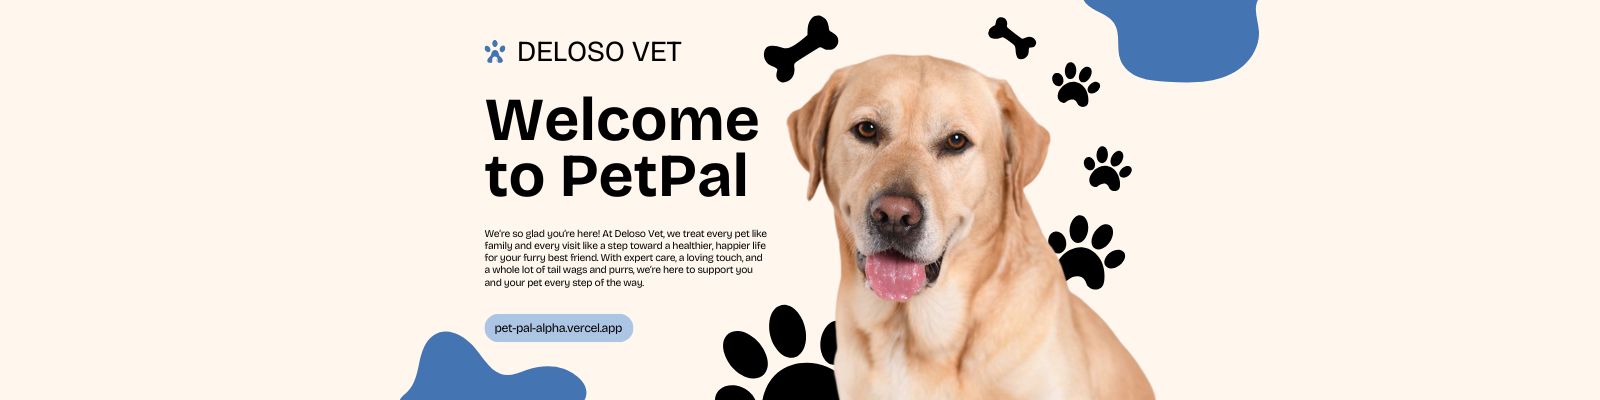 DELOSO VET
Welcome
to PetPal
We're so glad you're here! At Deloso Vet, we treat every pet like
family and every visit like a step toward a healthier, happier life
for your furry best friend. With expert care, a loving touch, and
a whole lot of tail wags and purrs, we're here to support you
and your pet every step of the way.
pet-pal-alpha.vercel.app